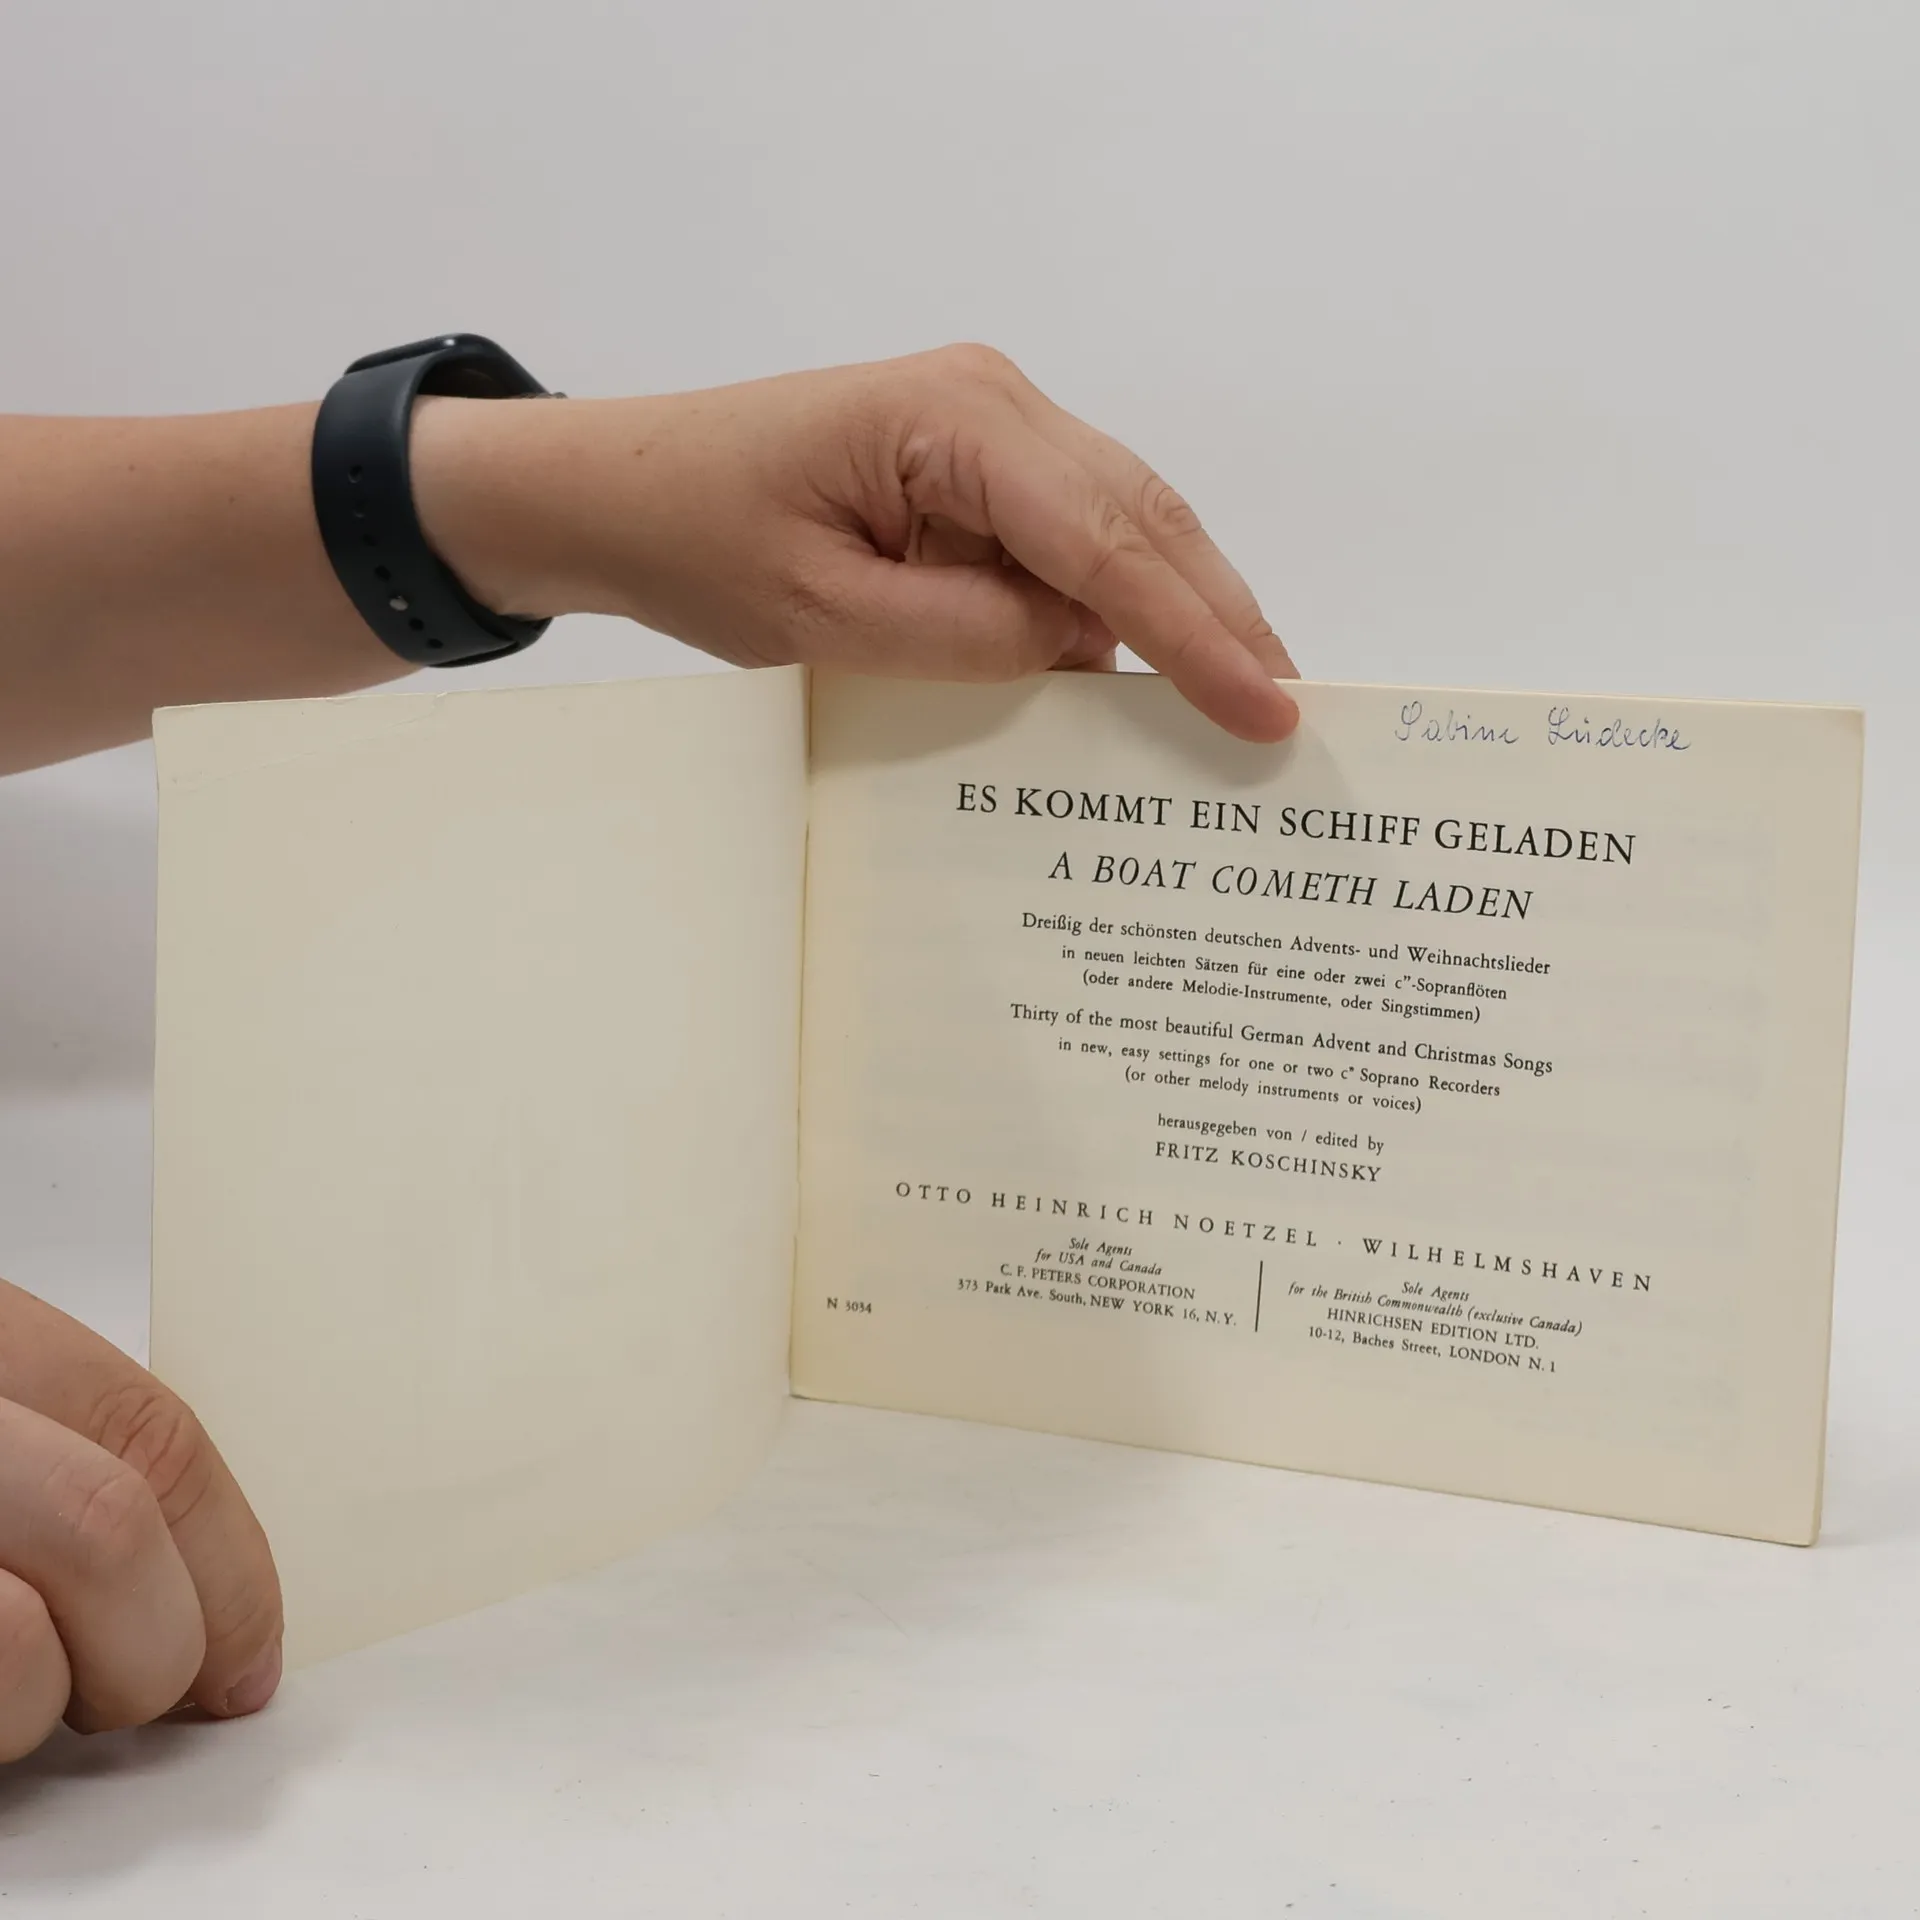 Sabine Lüdecke
ES KOMMT EIN SCHIFF GELADEN
A BOAT COMETH LADEN
Dreißig der schönsten deutschen Advents- und Weihnachtslieder
in neuen leichten Sätzen für eine oder zwei c”-Sopranflöten
(oder andere Melodie-Instrumente, oder Singstimmen)
Thirty of the most beautiful German Advent and Christmas Songs
in new, easy settings for one or two c” Soprano Recorders
(or other melody instruments or voices)
herausgegeben von / edited by
FRITZ KOSCHINSKY
OTTO HEINRICH NOETZEL · WILHELMSHAVEN
Sole Agents
for USA and Canada
C. F. PETERS CORPORATION
373 Park Ave. South, NEW YORK 16, N. Y.
Sole Agents
for the British Commonwealth (exclusive Canada)
HINRICHSEN EDITION LTD.
10-12, Baches Street, LONDON N. 1
N 3034